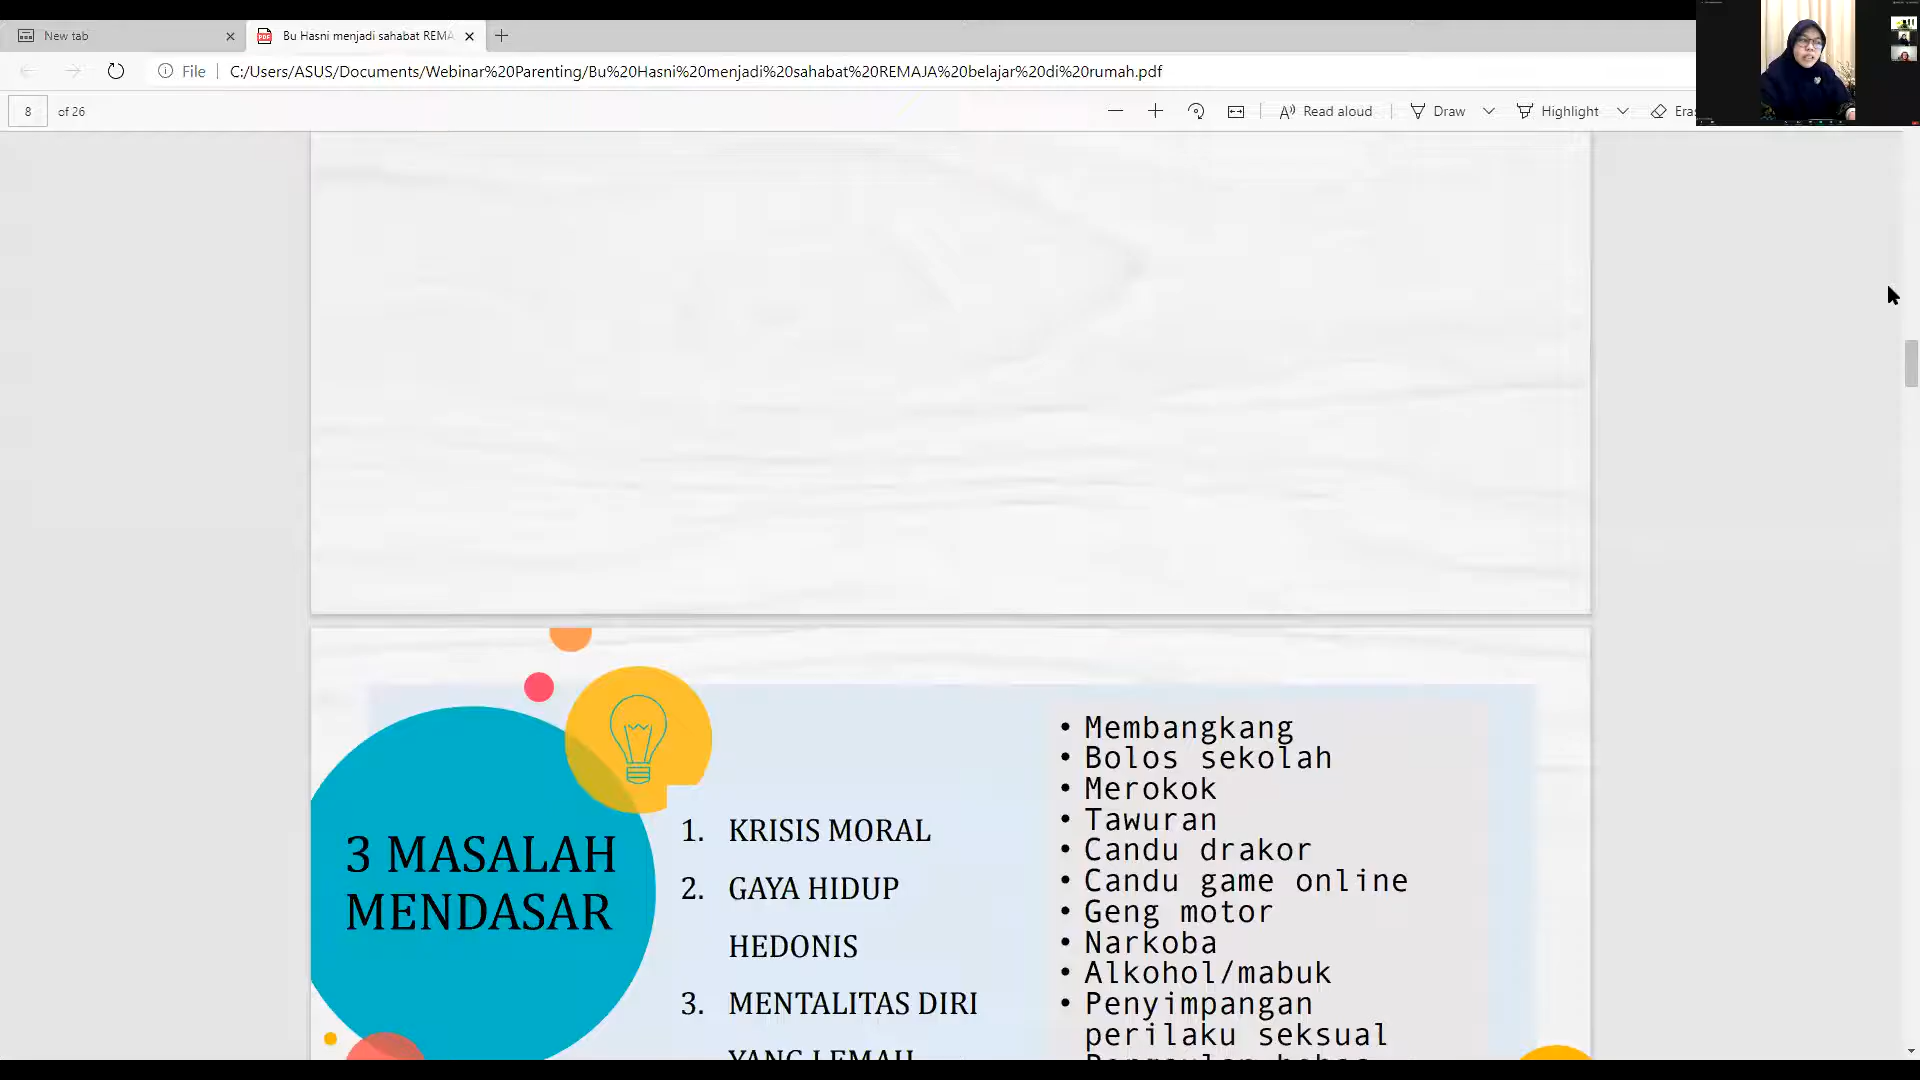 New tab
Bu Hasni menjadi sahabat REMA
File
C:/Users/ASUS/Documents/Webinar%20Parenting/Bu%20Hasni%20menjadi%20sahabat%20REMAJA%20belajar%20di%20rumah.pdf
8 of 26
Read aloud
Draw
Highlight
Eras
3 MASALAH
MENDASAR
1. KRISIS MORAL
2. GAYA HIDUP
HEDONIS
3. MENTALITAS DIRI
YANG LEMAH
• Membangkang
• Bolos sekolah
• Merokok
• Tawuran
• Candu drakor
• Candu game online
• Geng motor
• Narkoba
• Alkohol/mabuk
• Penyimpangan
perilaku seksual